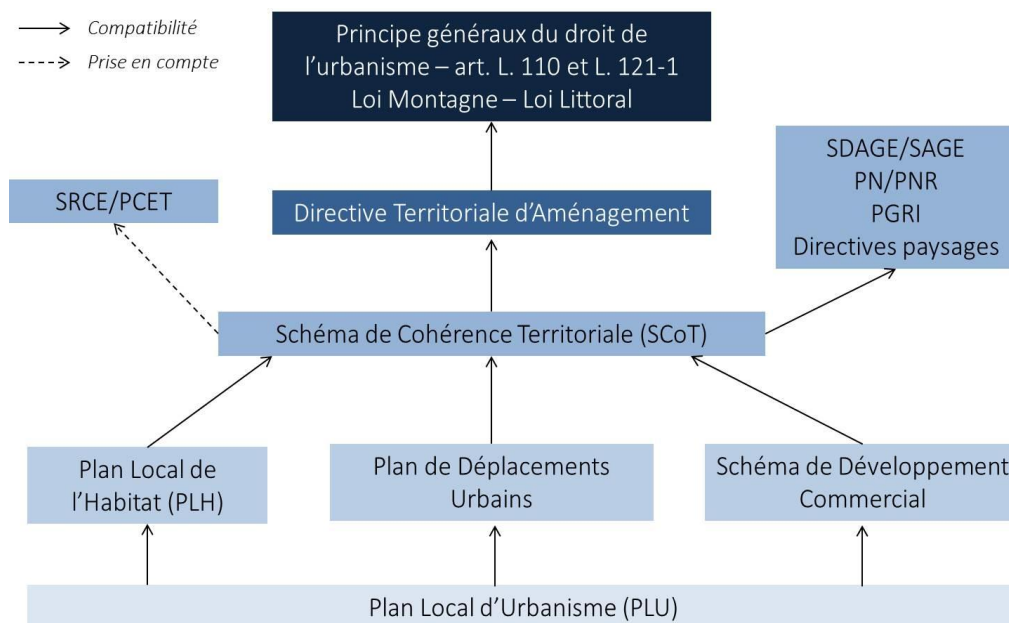 Compatibilité
Prise en compte
Principe généraux du droit de
l'urbanisme – art. L. 110 et L. 121-1
Loi Montagne – Loi Littoral
SDAGE/SAGE
PN/PNR
PGRI
Directives paysages
SRCE/PCET
Directive Territoriale d'Aménagement
Schéma de Cohérence Territoriale (SCoT)
Plan Local de
l'Habitat (PLH)
Plan de Déplacements
Urbains
Schéma de Développement
Commercial
Plan Local d'Urbanisme (PLU)